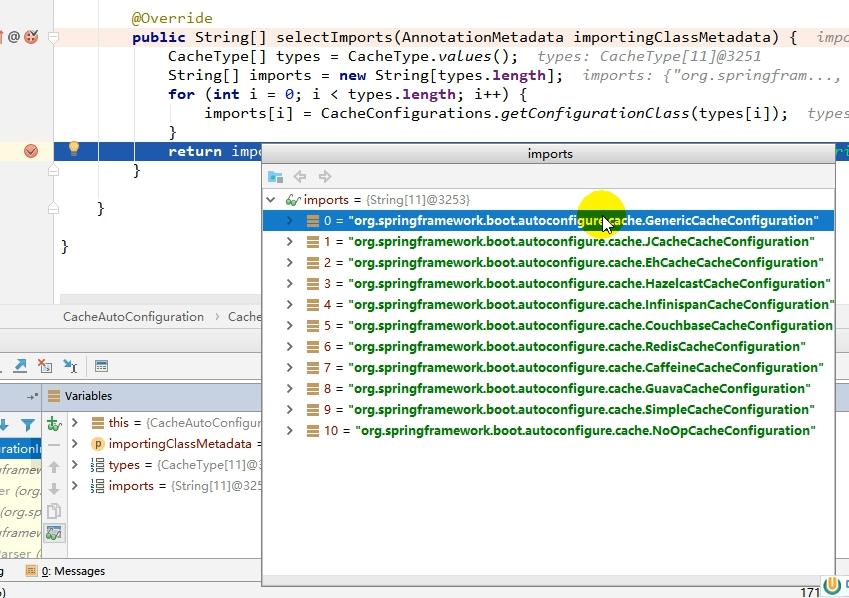 @Override
public String[] selectImports(AnnotationMetadata importingClassMetadata) { impo
CacheType[] types = CacheType.values(); types: CacheType[11]@3251
String[] imports = new String[types.length]; imports: {"org.springfram...,
for (int i = 0; i < types.length; i++) {
imports[i] = CacheConfigurations.getConfigurationClass(types[i]); types
}
return impo
}
}
}
imports
imports = {String[11]@3253}
0 = "org.springframework.boot.autoconfigure.cache.GenericCacheConfiguration"
1 = "org.springframework.boot.autoconfigure.cache.JCacheCacheConfiguration"
2 = "org.springframework.boot.autoconfigure.cache.EhCacheCacheConfiguration"
3 = "org.springframework.boot.autoconfigure.cache.HazelcastCacheConfiguration"
4 = "org.springframework.boot.autoconfigure.cache.InfinispanCacheConfiguration"
5 = "org.springframework.boot.autoconfigure.cache.CouchbaseCacheConfiguration
6 = "org.springframework.boot.autoconfigure.cache.RedisCacheConfiguration"
7 = "org.springframework.boot.autoconfigure.cache.CaffeineCacheConfiguration"
8 = "org.springframework.boot.autoconfigure.cache.GuavaCacheConfiguration"
9 = "org.springframework.boot.autoconfigure.cache.SimpleCacheConfiguration"
10 = "org.springframework.boot.autoconfigure.cache.NoOpCacheConfiguration"
CacheAutoConfiguration › Cache
Variables
this = {CacheAutoConfigur
importingClassMetadata =
types = {CacheType[11]@3
imports = {String[11]@325
rationIn
gframew
er (org.
(org.sp
gframew
Parser (
g 0: Messages
171